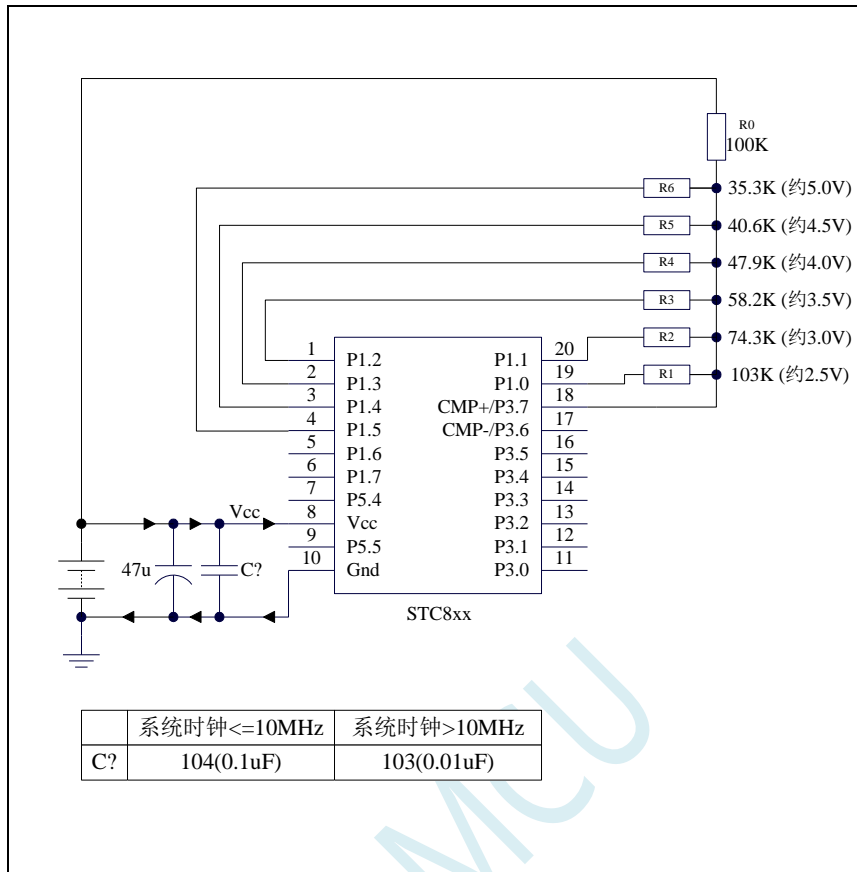 R0
100K
R6 35.3K (约5.0V)
R5 40.6K (约4.5V)
R4 47.9K (约4.0V)
R3 58.2K (约3.5V)
R2 74.3K (约3.0V)
R1 103K (约2.5V)
1 P1.2 P1.1 20
2 P1.3 P1.0 19
3 P1.4 CMP+/P3.7 18
4 P1.5 CMP-/P3.6 17
5 P1.6 P3.5 16
6 P1.7 P3.4 15
7 P5.4 P3.3 14
Vcc 8 Vcc P3.2 13
9 P5.5 P3.1 12
10 Gnd P3.0 11
47u C?
STC8xx
系统时钟<=10MHz 系统时钟>10MHz
C? 104(0.1uF) 103(0.01uF)
MCU